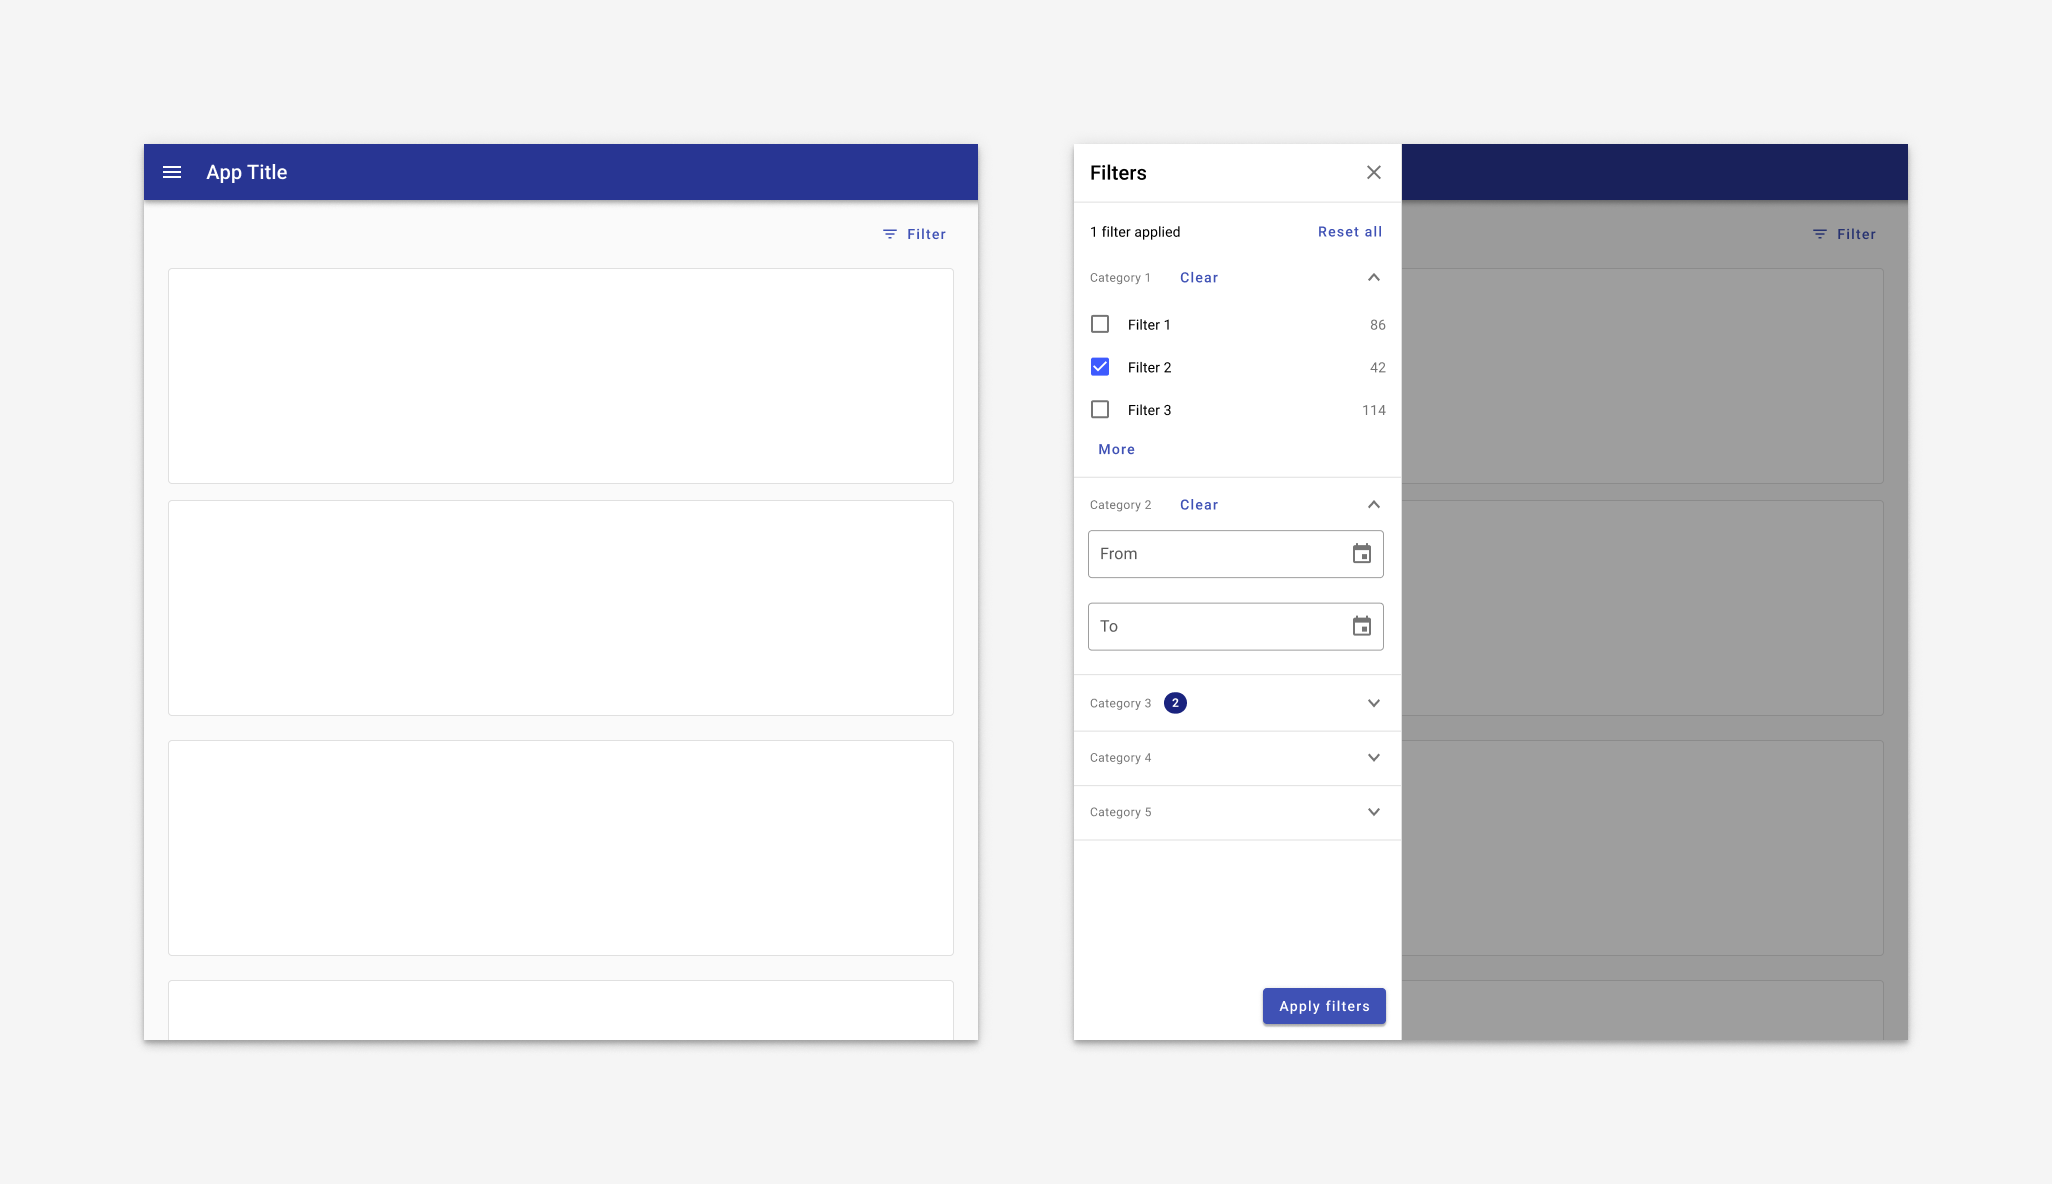 App Title
Filter
Filters
1 filter applied Reset all
Category 1 Clear
Filter 1 86
Filter 2 42
Filter 3 114
More
Category 2 Clear
From
To
Category 3 2
Category 4
Category 5
Apply filters
Filter